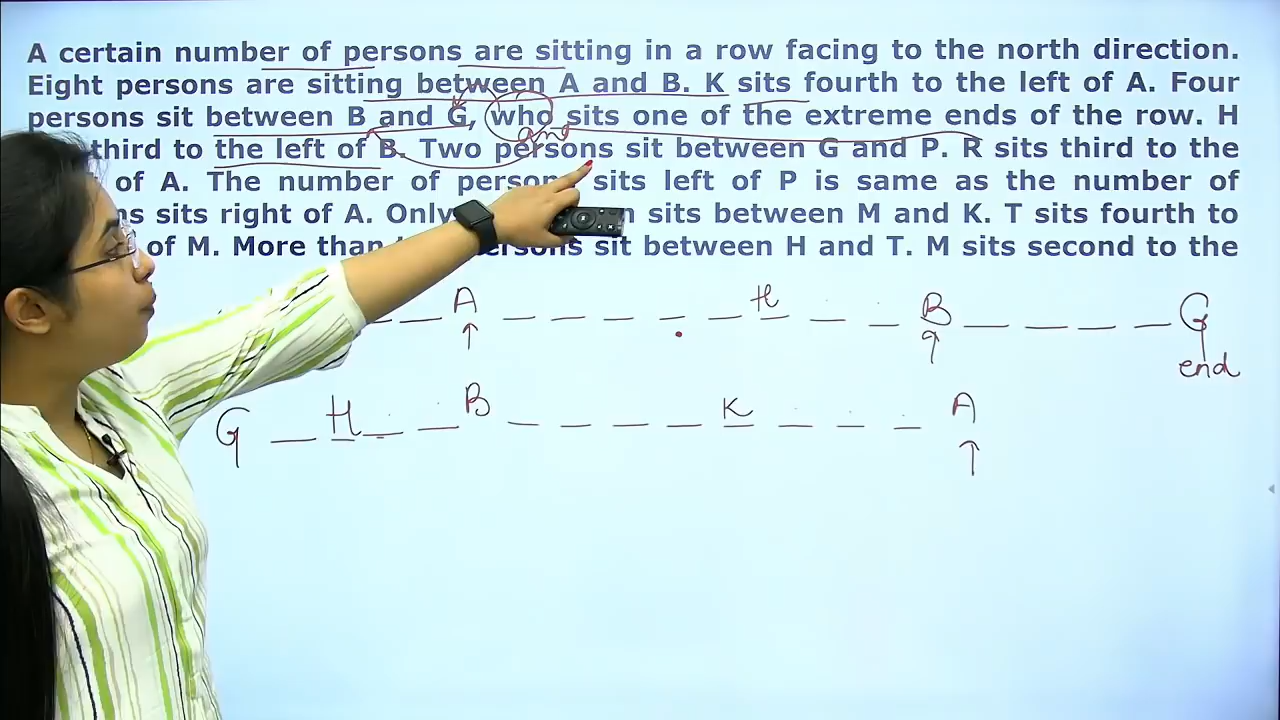 A certain number of persons are sitting in a row facing to the north direction.
Eight persons are sitting between A and B. K sits fourth to the left of A. Four
persons sit between B and G, who sits one of the extreme ends of the row. H
third to the left of B. Two persons sit between G and P. R sits third to the
of A. The number of persons sits left of P is same as the number of
sits right of A. Only sits between M and K. T sits fourth to
of M. More than sit between H and T. M sits second to the
and
A H B G
end
G H B K A